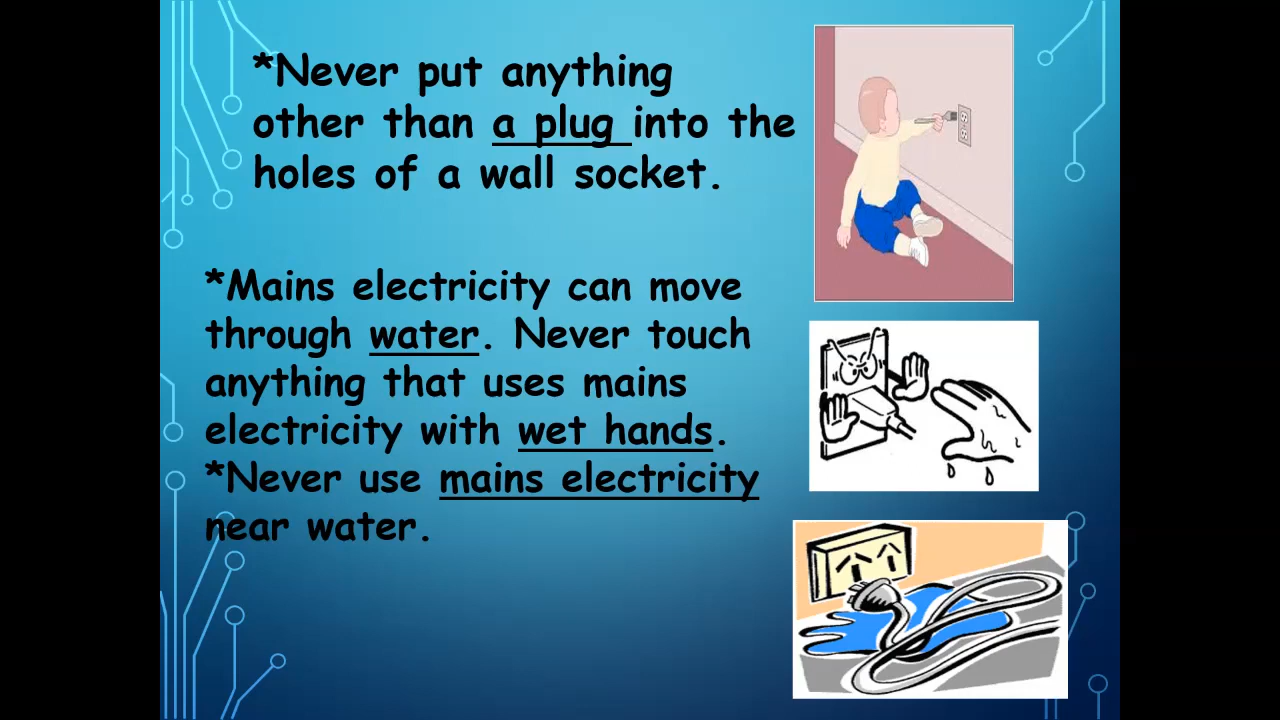 *Never put anything
other than a plug into the
holes of a wall socket.
*Mains electricity can move
through water. Never touch
anything that uses mains
electricity with wet hands.
*Never use mains electricity
near water.